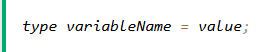 type variableName = value;